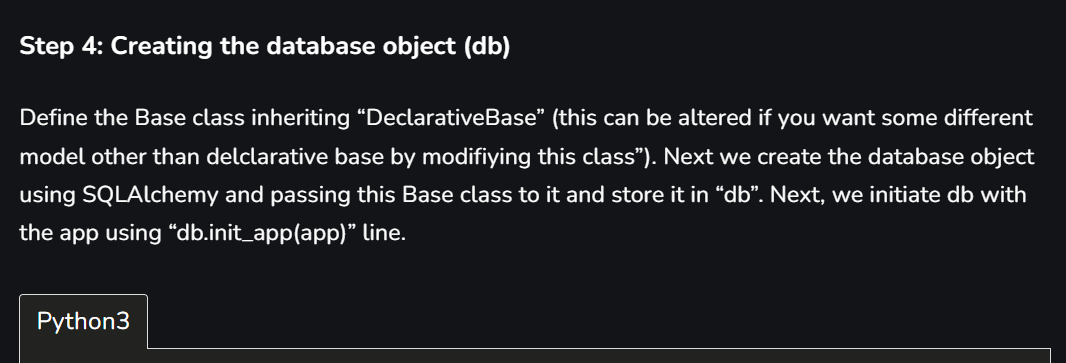 Step 4: Creating the database object (db)
Define the Base class inheriting “DeclarativeBase” (this can be altered if you want some different
model other than delclarative base by modifiying this class”). Next we create the database object
using SQLAlchemy and passing this Base class to it and store it in “db”. Next, we initiate db with
the app using “db.init_app(app)” line.
Python3